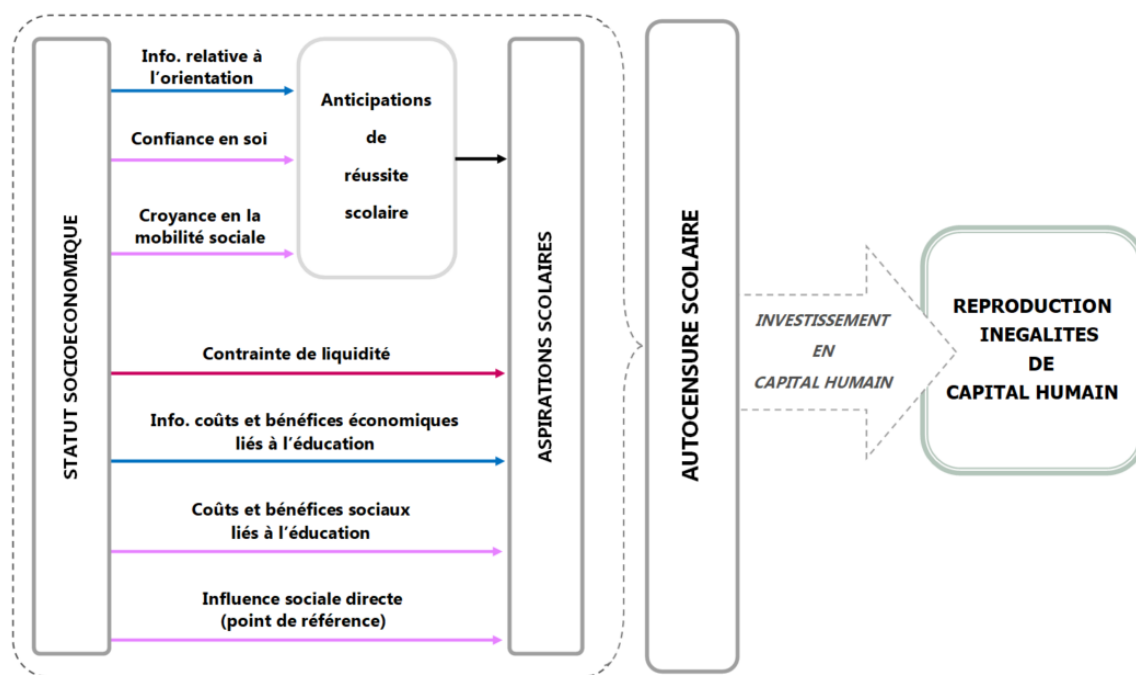 STATUT SOCIOECONOMIQUE
Info. relative à
l'orientation
Confiance en soi
Croyance en la
mobilité sociale
Anticipations
de
réussite
scolaire
Contrainte de liquidité
Info. coûts et bénéfices économiques
liés à l'éducation
Coûts et bénéfices sociaux
liés à l'éducation
Influence sociale directe
(point de référence)
ASPIRATIONS SCOLAIRES
AUTOCENSURE SCOLAIRE
INVESTISSEMENT
EN
CAPITAL HUMAIN
REPRODUCTION
INEGALITES
DE
CAPITAL HUMAIN